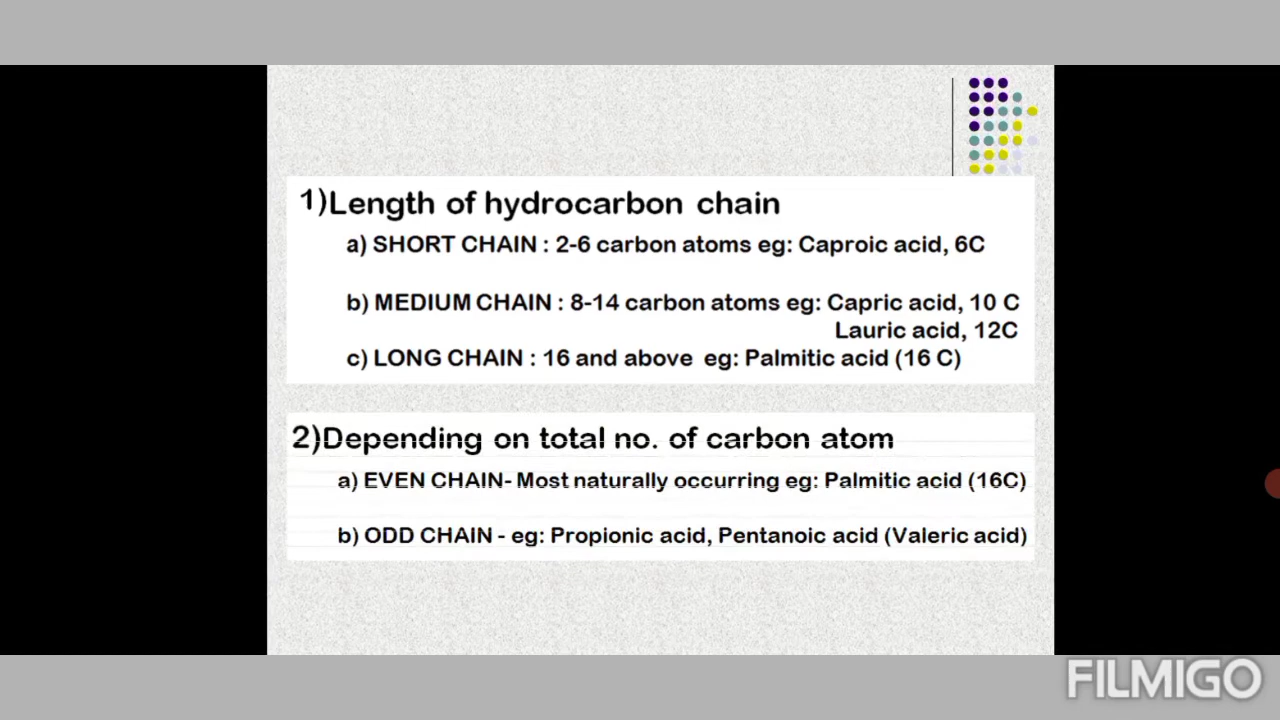 1)Length of hydrocarbon chain
a) SHORT CHAIN : 2-6 carbon atoms eg: Caproic acid, 6C
b) MEDIUM CHAIN : 8-14 carbon atoms eg: Capric acid, 10 C
Lauric acid, 12C
c) LONG CHAIN : 16 and above eg: Palmitic acid (16 C)
2)Depending on total no. of carbon atom
a) EVEN CHAIN- Most naturally occurring eg: Palmitic acid (16C)
b) ODD CHAIN - eg: Propionic acid, Pentanoic acid (Valeric acid)
FILMIGO